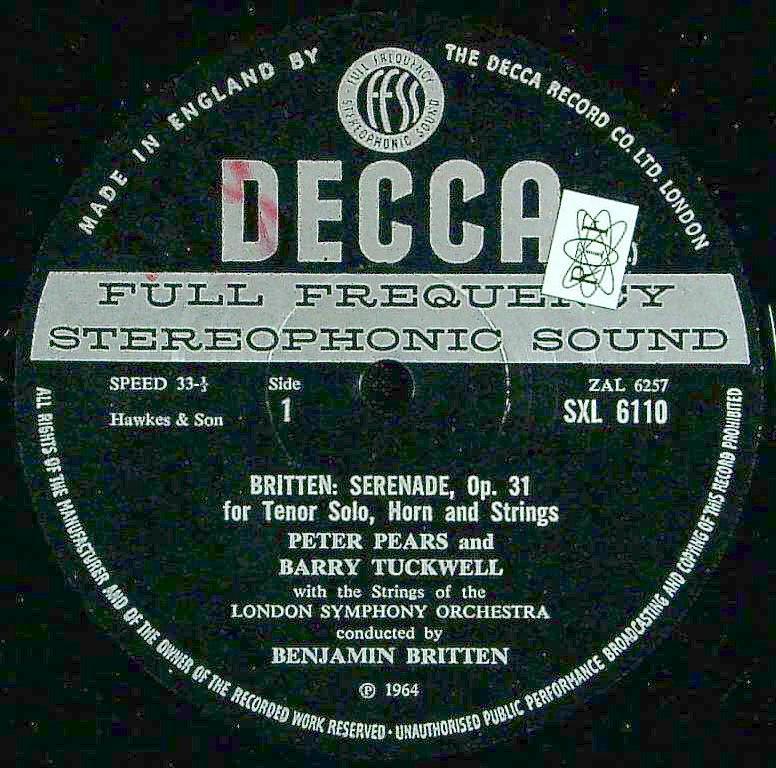 MADE IN ENGLAND BY
THE DECCA RECORD CO. LTD. LONDON
FULL FREQUENCY
FFSS
STEREOPHONIC SOUND
DECCA
FULL FREQUENCY
STEREOPHONIC SOUND
SPEED 33-⅓
Side
ZAL 6257
Hawkes & Son
1
SXL 6110
BRITTEN: SERENADE, Op. 31
for Tenor Solo, Horn and Strings
PETER PEARS and
BARRY TUCKWELL
with the Strings of the
LONDON SYMPHONY ORCHESTRA
conducted by
BENJAMIN BRITTEN
℗ 1964
ALL RIGHTS OF THE MANUFACTURER AND OF THE OWNER OF THE RECORDED WORK RESERVED · UNAUTHORISED PUBLIC PERFORMANCE BROADCASTING AND COPYING OF THIS RECORD PROHIBITED